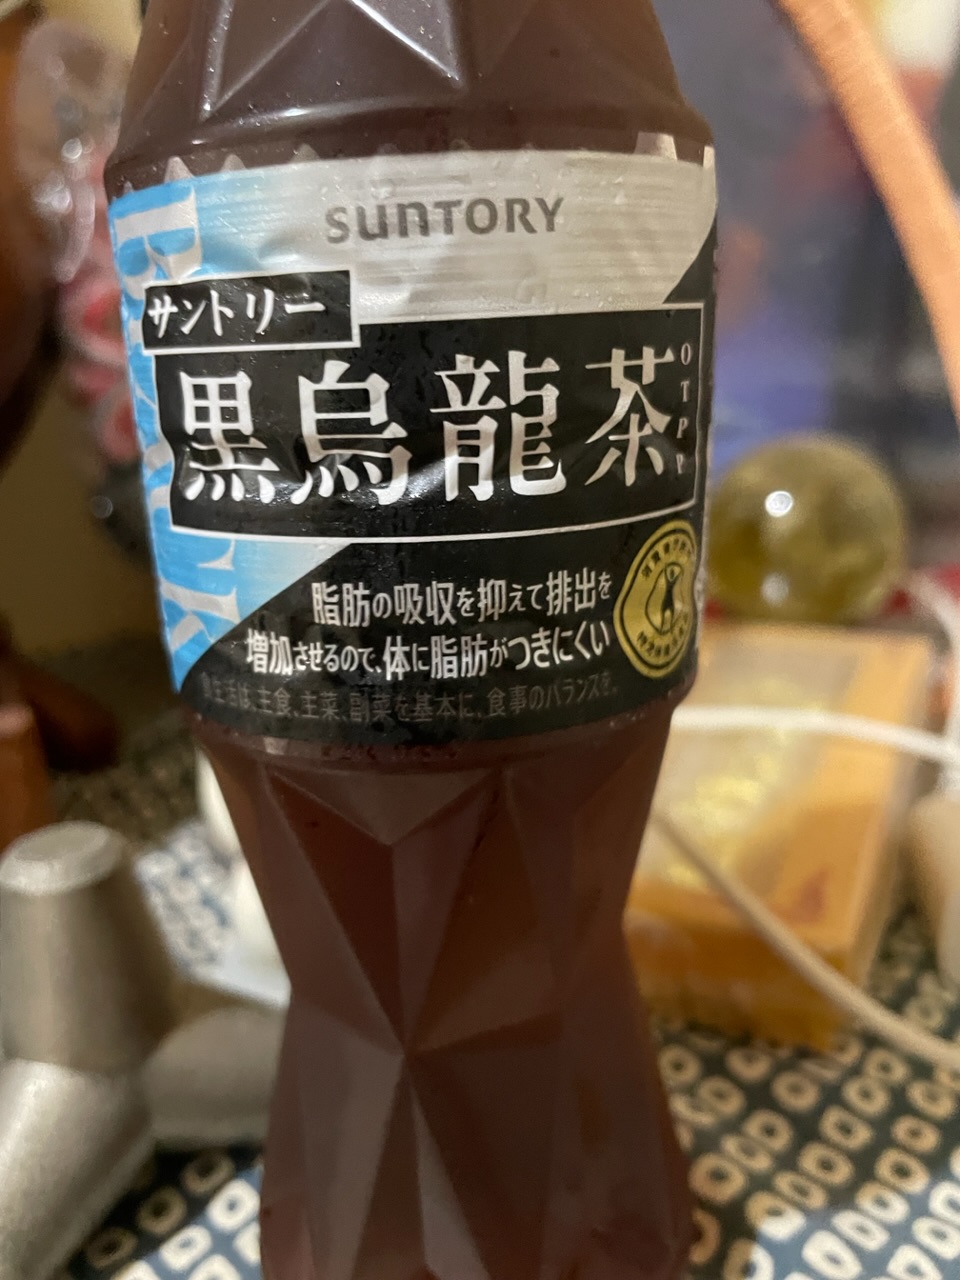 SUNTORY
BLACK
サントリー
黒烏龍茶
OTPP
脂肪の吸収を抑えて排出を
増加させるので、体に脂肪がつきにくい
食生活は、主食、主菜、副菜を基本に、食事のバランスを。